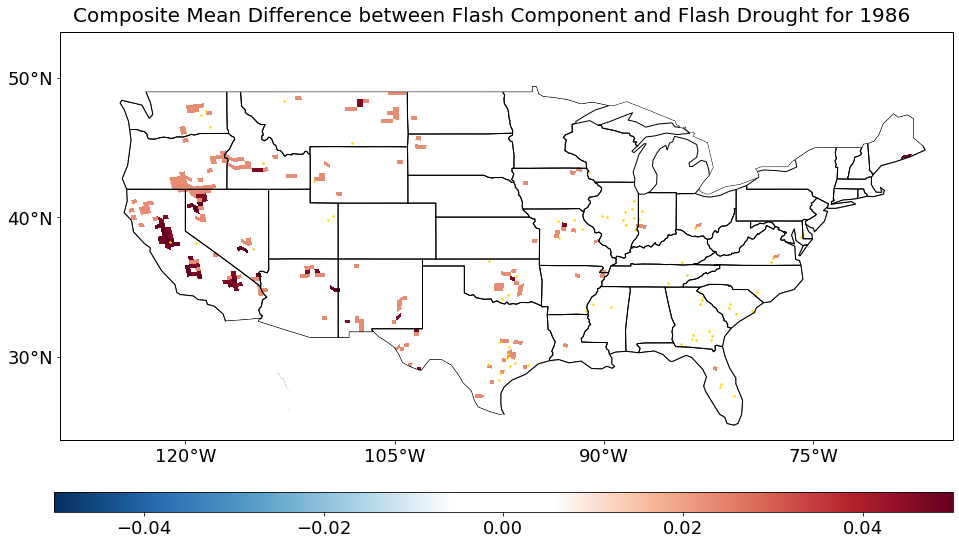 Composite Mean Difference between Flash Component and Flash Drought for 1986
50°N
40°N
30°N
120°W 105°W 90°W 75°W
−0.04 −0.02 0.00 0.02 0.04